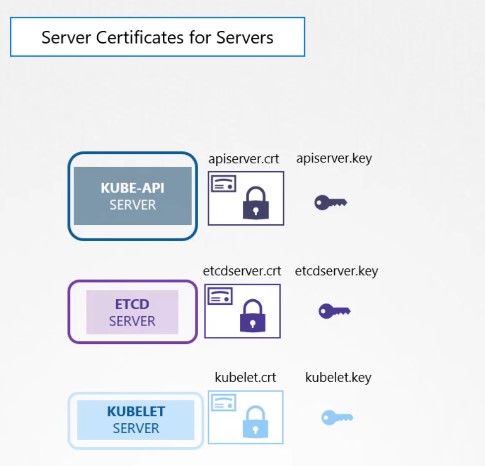 Server Certificates for Servers
apiserver.crt apiserver.key
KUBE-API
SERVER
etcdserver.crt etcdserver.key
ETCD
SERVER
kubelet.crt kubelet.key
KUBELET
SERVER